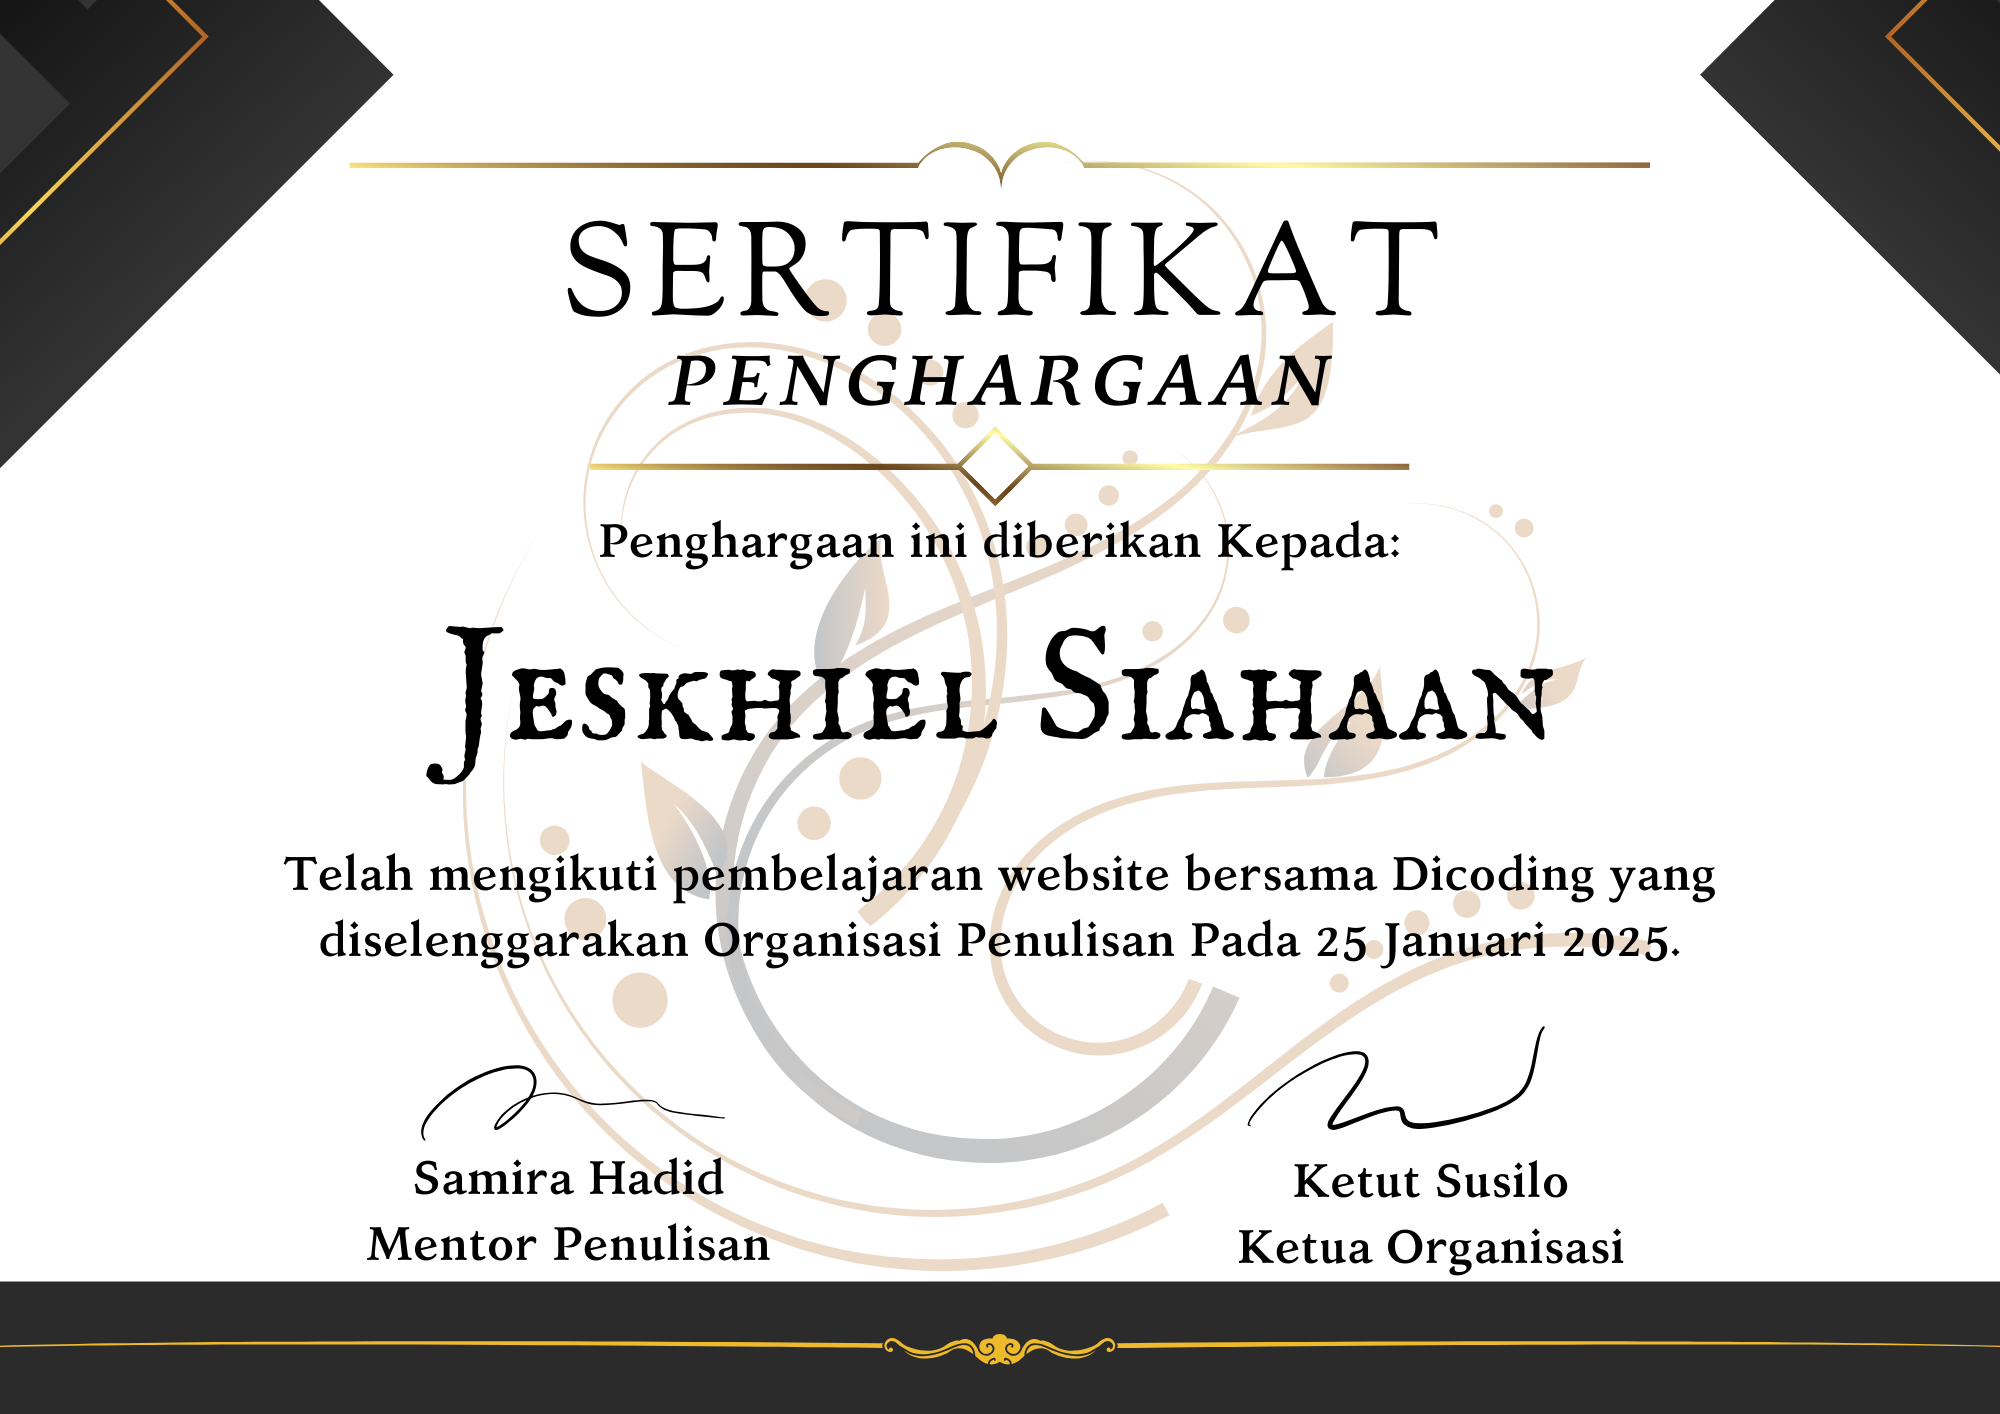 SERTIFIKAT
PENGHARGAAN
Penghargaan ini diberikan Kepada:
Jeskhiel Siahaan
Telah mengikuti pembelajaran website bersama Dicoding yang
diselenggarakan Organisasi Penulisan Pada 25 Januari 2025.
Samira Hadid
Mentor Penulisan
Ketut Susilo
Ketua Organisasi